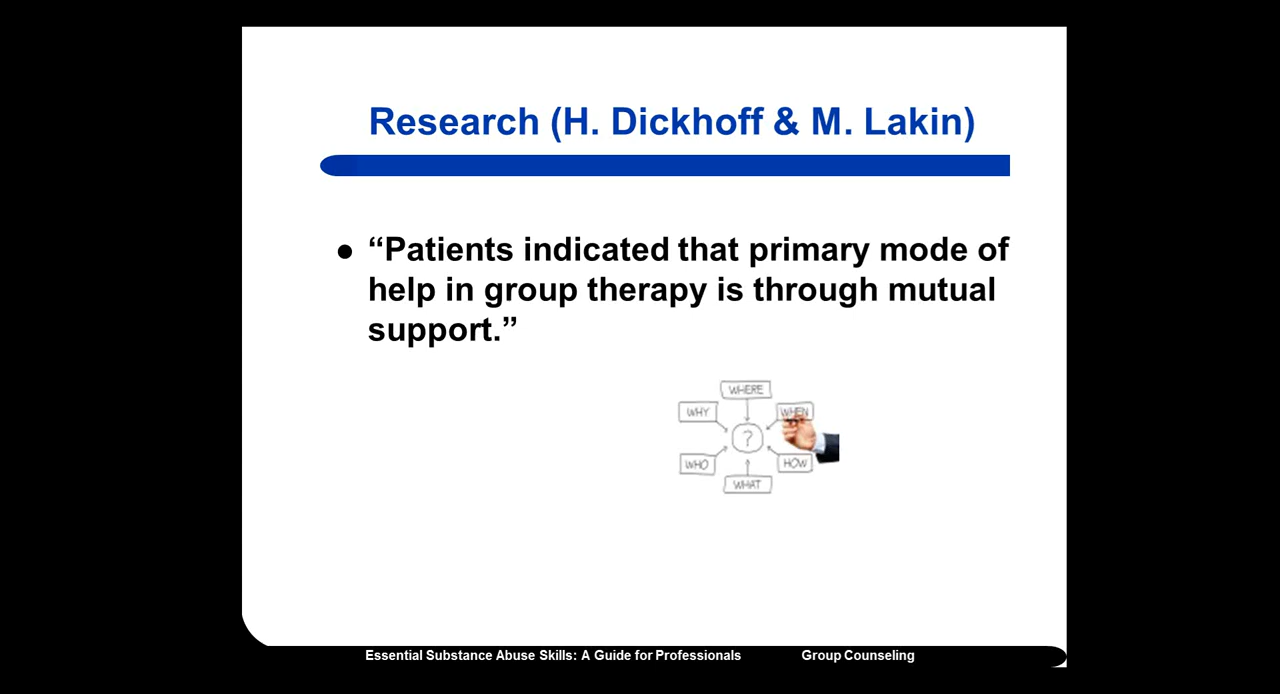 Research (H. Dickhoff & M. Lakin)
● “Patients indicated that primary mode of
help in group therapy is through mutual
support.”
WHERE
WHY
WHEN
?
WHO
HOW
WHAT
Essential Substance Abuse Skills: A Guide for Professionals Group Counseling